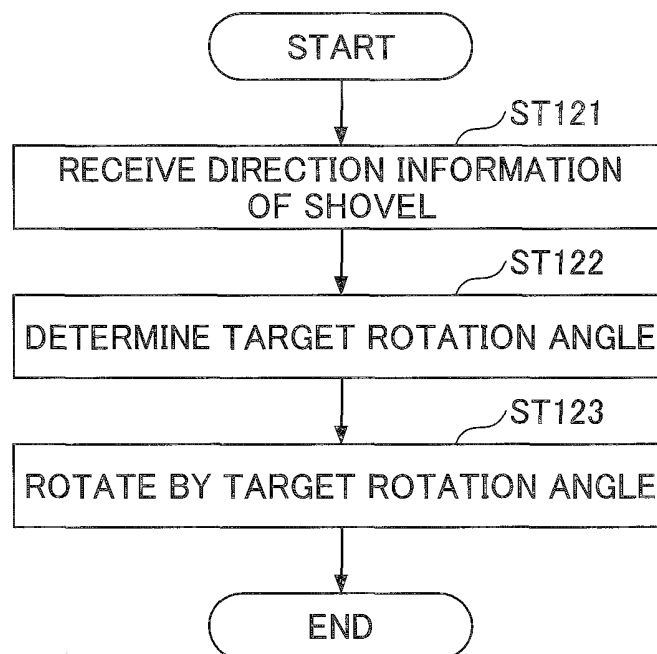 START
ST121
RECEIVE DIRECTION INFORMATION
OF SHOVEL
ST122
DETERMINE TARGET ROTATION ANGLE
ST123
ROTATE BY TARGET ROTATION ANGLE
END